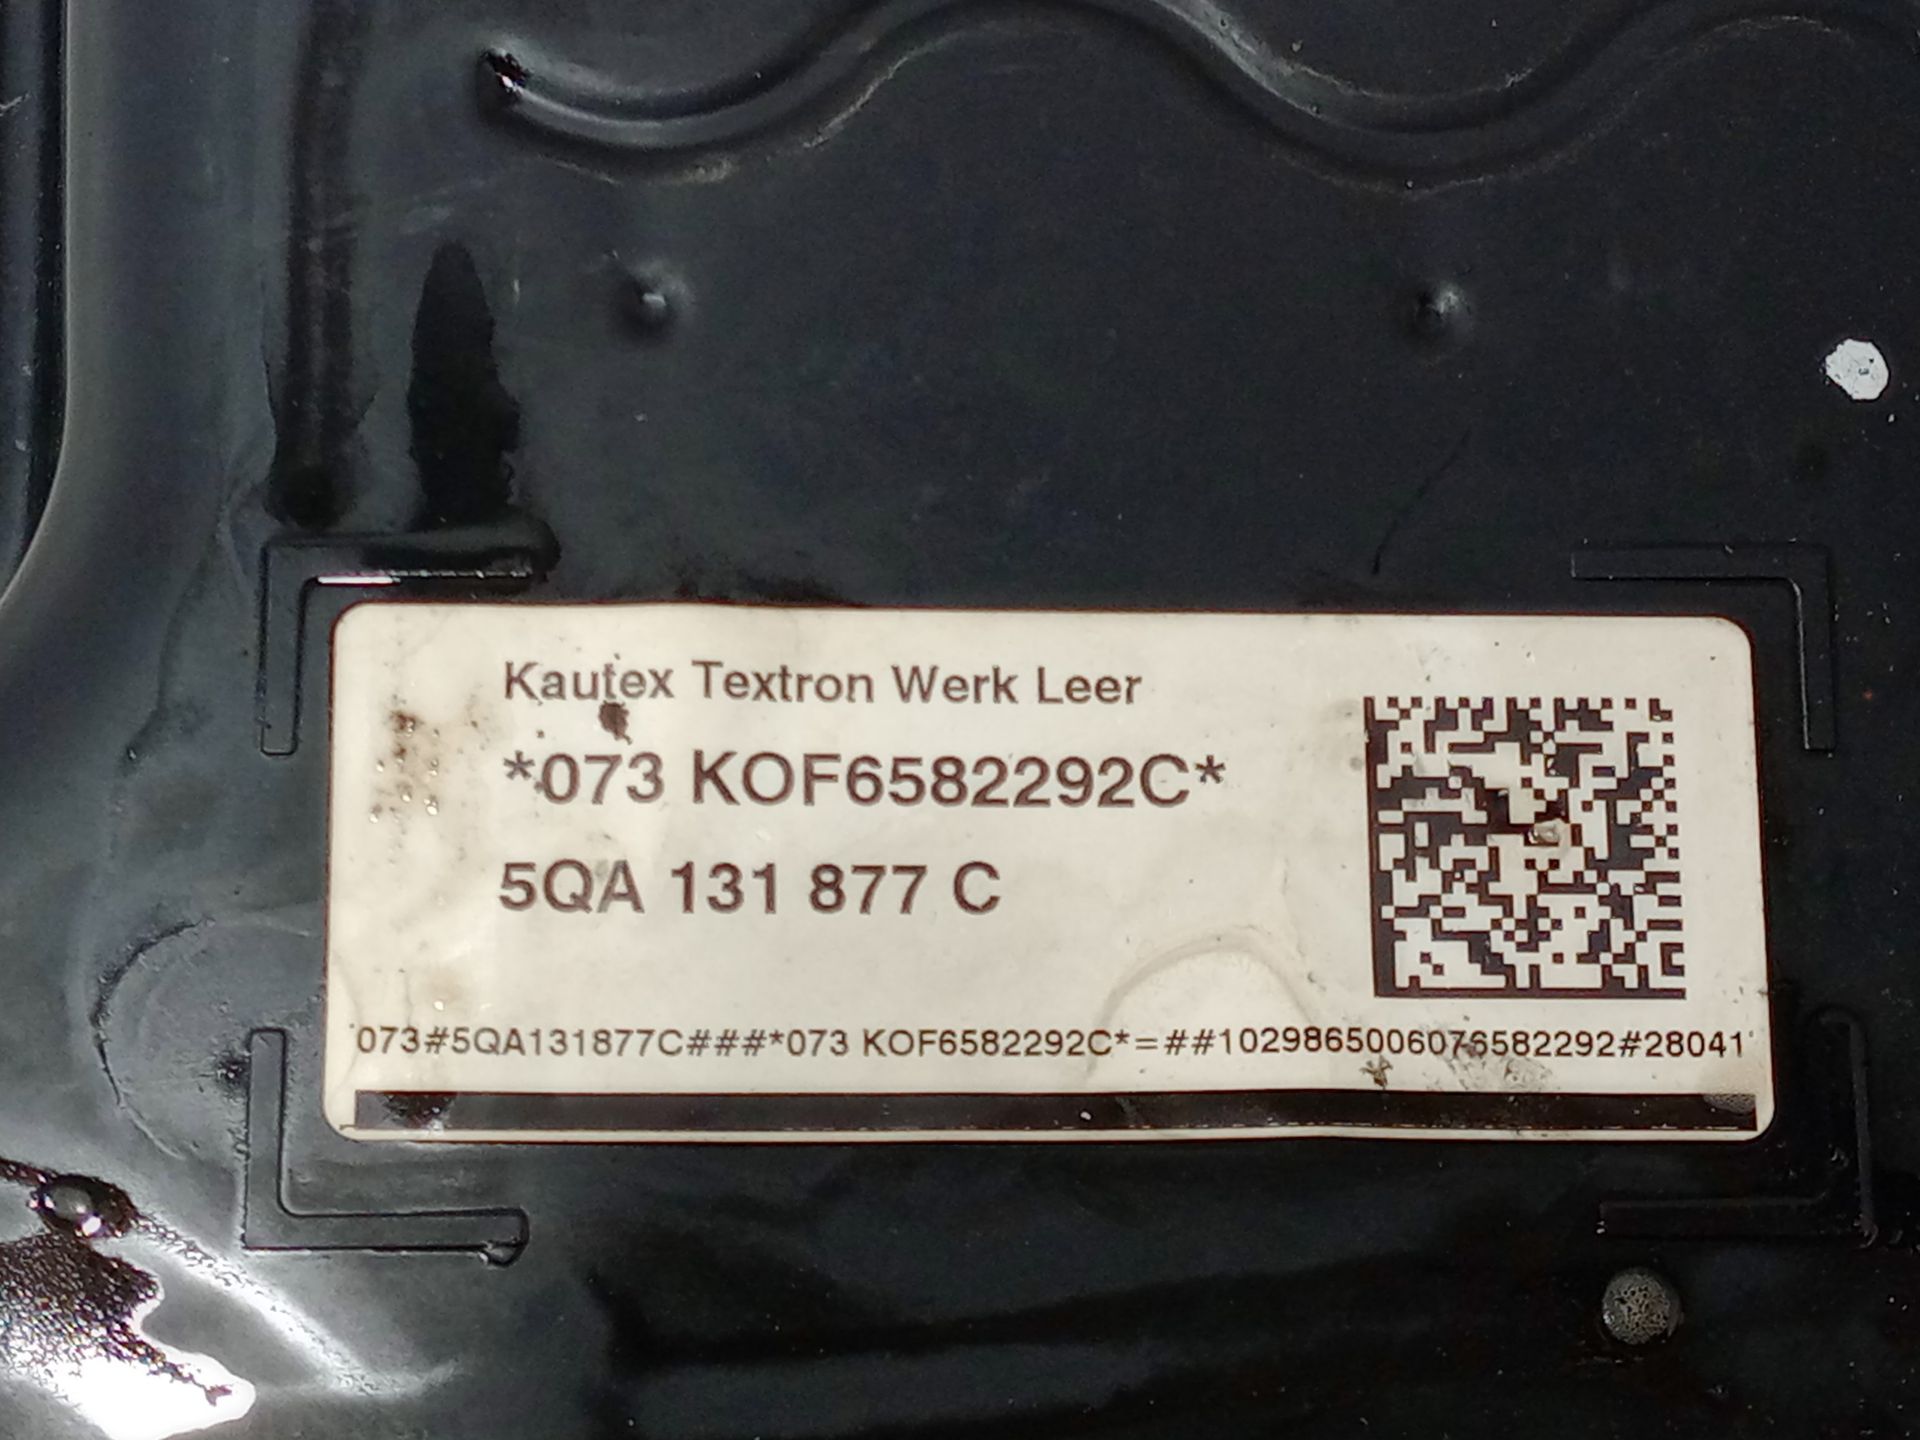 Kautex Textron Werk Leer
*073 KOF6582292C*
5QA 131 877 C
073#5QA131877C###*073 KOF6582292C*=##1029865006076582292#28041